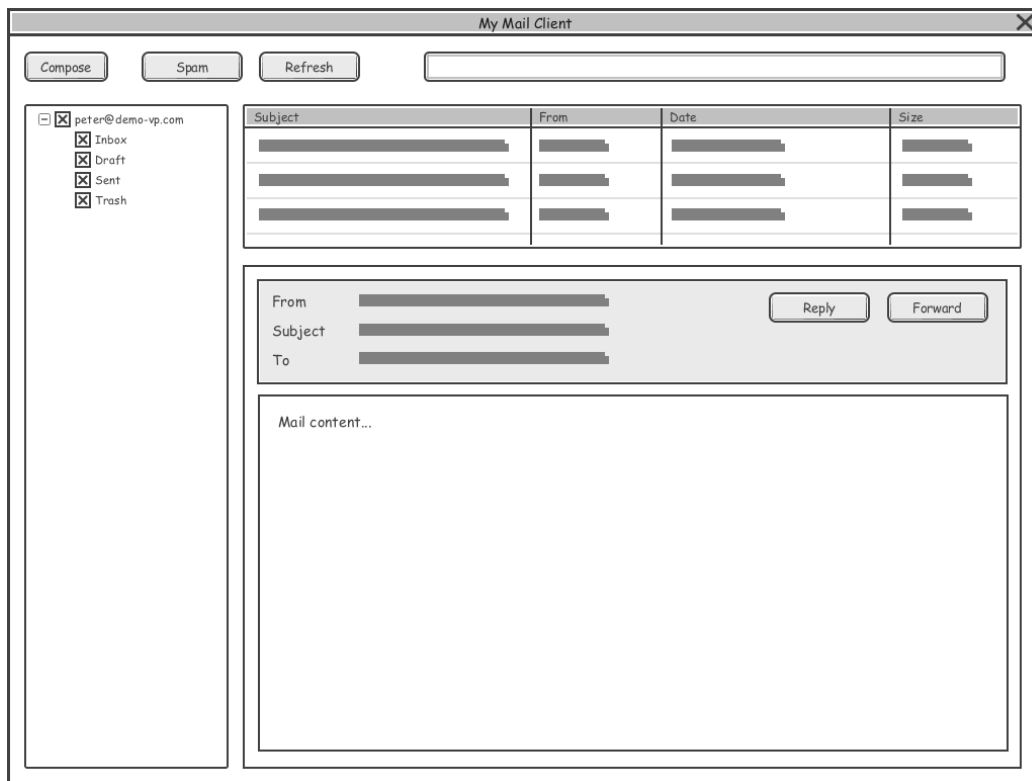 My Mail Client
Compose Spam Refresh
peter@demo-vp.com
Inbox
Draft
Sent
Trash
Subject From Date Size
From
Subject
To
Reply Forward
Mail content...